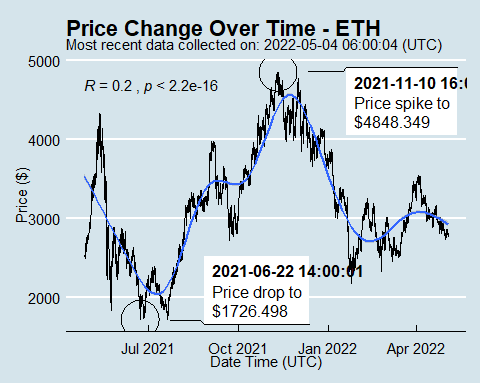 Price Change Over Time - ETH
Most recent data collected on: 2022-05-04 06:00:04 (UTC)
5000
4000
3000
2000
Price ($)
R = 0.2 , p < 2.2e-16
2021-11-10 16:0
Price spike to
$4848.349
2021-06-22 14:00:01
Price drop to
$1726.498
Jul 2021
Oct 2021
Jan 2022
Apr 2022
Date Time (UTC)